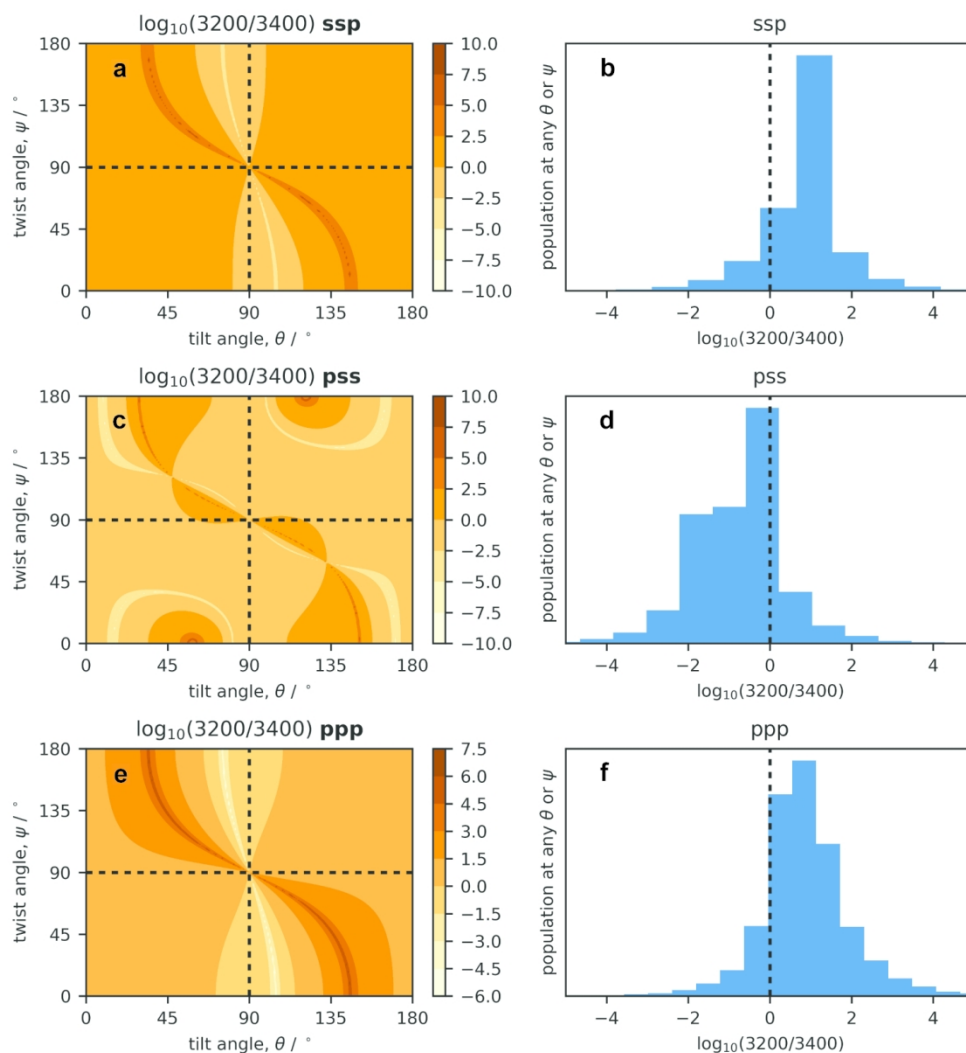 log₁₀(3200/3400) ssp
a
180
135
90
45
0
twist angle, ψ / °
0 45 90 135 180
tilt angle, θ / °
10.0
7.5
5.0
2.5
0.0
−2.5
−5.0
−7.5
−10.0
ssp
b
population at any θ or ψ
−4 −2 0 2 4
log₁₀(3200/3400)
log₁₀(3200/3400) pss
c
180
135
90
45
0
twist angle, ψ / °
0 45 90 135 180
tilt angle, θ / °
10.0
7.5
5.0
2.5
0.0
−2.5
−5.0
−7.5
−10.0
pss
d
population at any θ or ψ
−4 −2 0 2 4
log₁₀(3200/3400)
log₁₀(3200/3400) ppp
e
180
135
90
45
0
twist angle, ψ / °
0 45 90 135 180
tilt angle, θ / °
7.5
6.0
4.5
3.0
1.5
0.0
−1.5
−3.0
−4.5
−6.0
ppp
f
population at any θ or ψ
−4 −2 0 2 4
log₁₀(3200/3400)